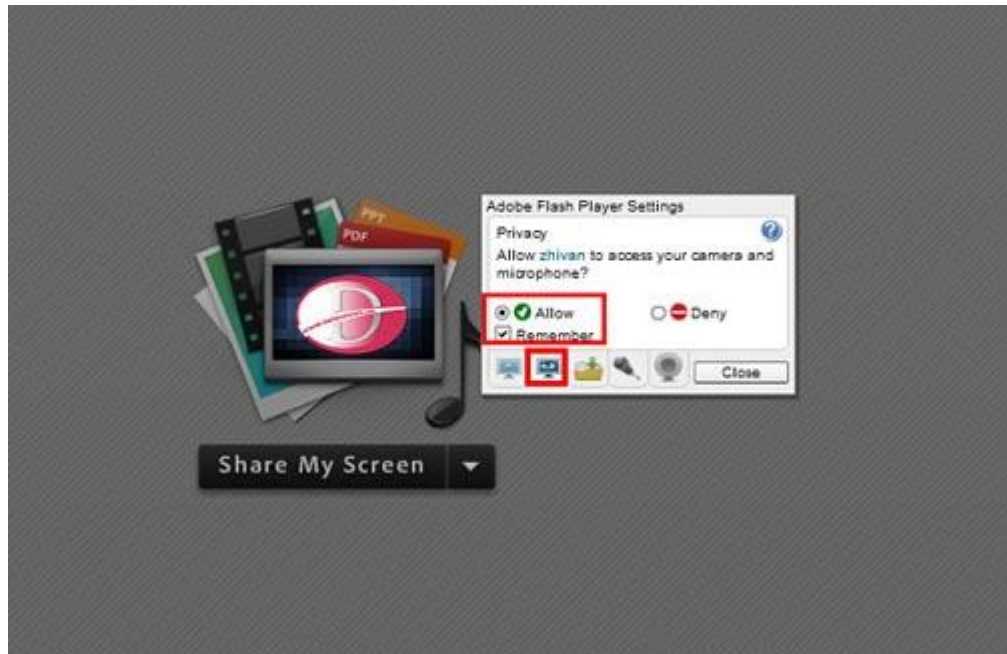 PPT
PDF
D
Adobe Flash Player Settings
Privacy
Allow zhivan to access your camera and
microphone?
Allow
Deny
Remember
Close
Share My Screen